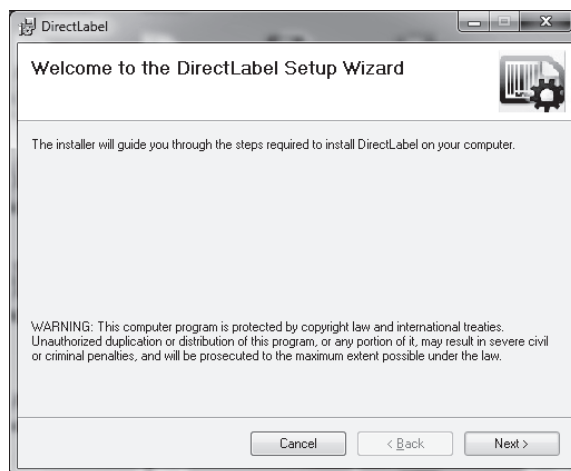 DirectLabel
Welcome to the DirectLabel Setup Wizard
The installer will guide you through the steps required to install DirectLabel on your computer.
WARNING: This computer program is protected by copyright law and international treaties.
Unauthorized duplication or distribution of this program, or any portion of it, may result in severe civil
or criminal penalties, and will be prosecuted to the maximum extent possible under the law.
Cancel
< Back
Next >